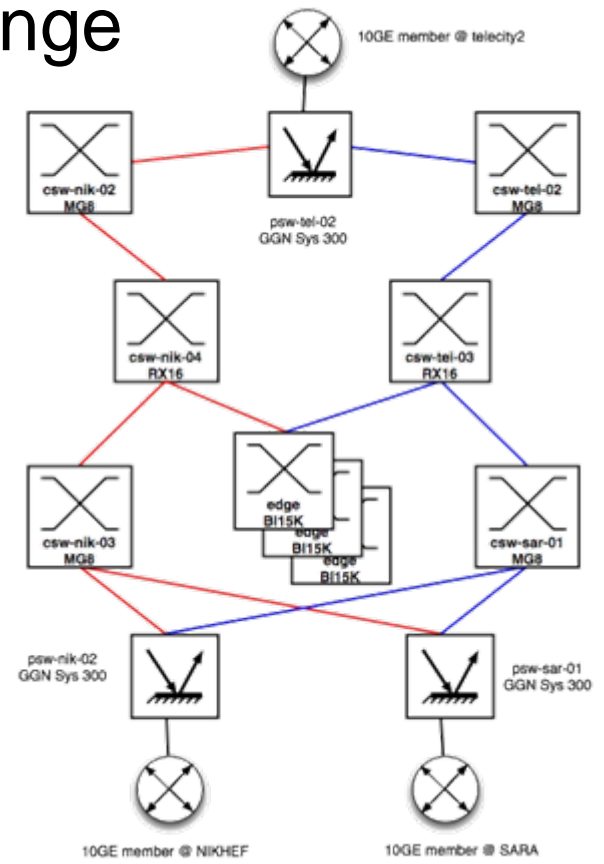 nge
10GE member @ telecity2
csw-nik-02
MG8
psw-tel-02
GGN Sys 300
csw-tel-02
MG8
csw-nik-04
RX16
csw-tel-03
RX16
edge
BI15K
edge
BI15K
edge
BI15K
csw-nik-03
MG8
csw-sar-01
MG8
psw-nik-02
GGN Sys 300
psw-sar-01
GGN Sys 300
10GE member @ NIKHEF
10GE member @ SARA